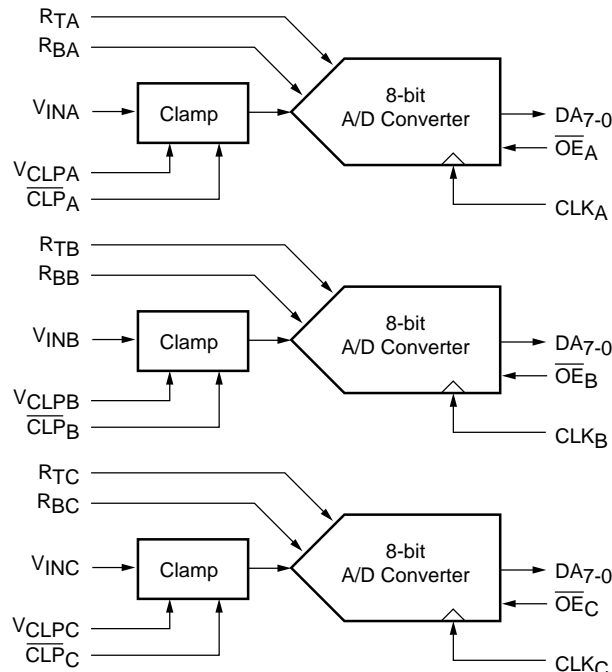 RTA
RBA
VINA
Clamp
8-bit
A/D Converter
DA7-0
OEA
VCLPA
CLPA
CLKA
RTB
RBB
VINB
Clamp
8-bit
A/D Converter
DA7-0
OEB
VCLPB
CLPB
CLKB
RTC
RBC
VINC
Clamp
8-bit
A/D Converter
DA7-0
OEC
VCLPC
CLPC
CLKC